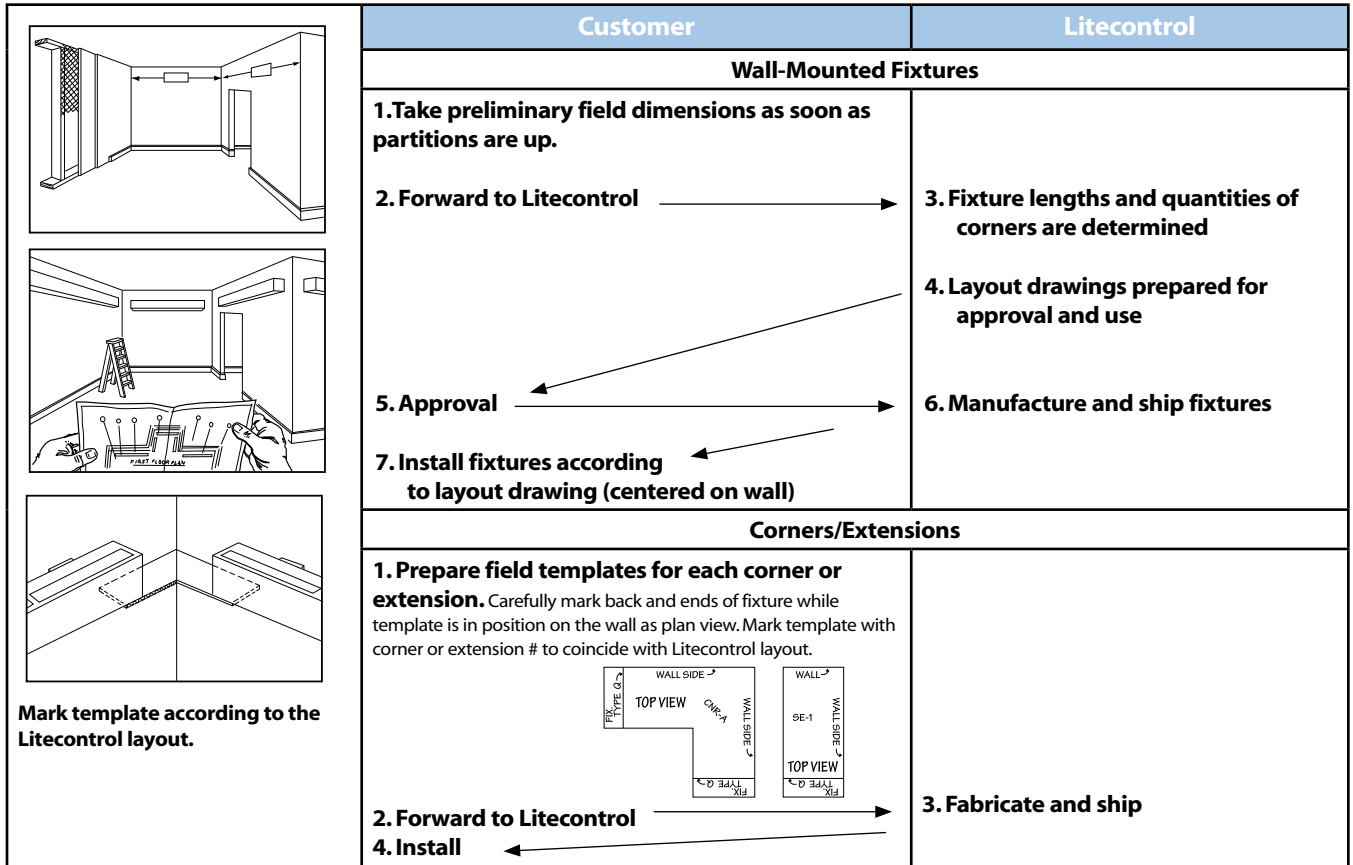 Customer
Litecontrol
Wall-Mounted Fixtures
1.Take preliminary field dimensions as soon as
partitions are up.
2. Forward to Litecontrol
3. Fixture lengths and quantities of
corners are determined
4. Layout drawings prepared for
approval and use
5. Approval
6. Manufacture and ship fixtures
7. Install fixtures according
to layout drawing (centered on wall)
FIRST FLOOR PLAN
Corners/Extensions
1. Prepare field templates for each corner or
extension. Carefully mark back and ends of fixture while
template is in position on the wall as plan view. Mark template with
corner or extension # to coincide with Litecontrol layout.
FIX.
TYPE Q
WALL SIDE
TOP VIEW
CNR-A
WALL SIDE
FIX.
TYPE Q
WALL
SE-1
WALL SIDE
TOP VIEW
FIX.
TYPE Q
2. Forward to Litecontrol
3. Fabricate and ship
4. Install
Mark template according to the
Litecontrol layout.